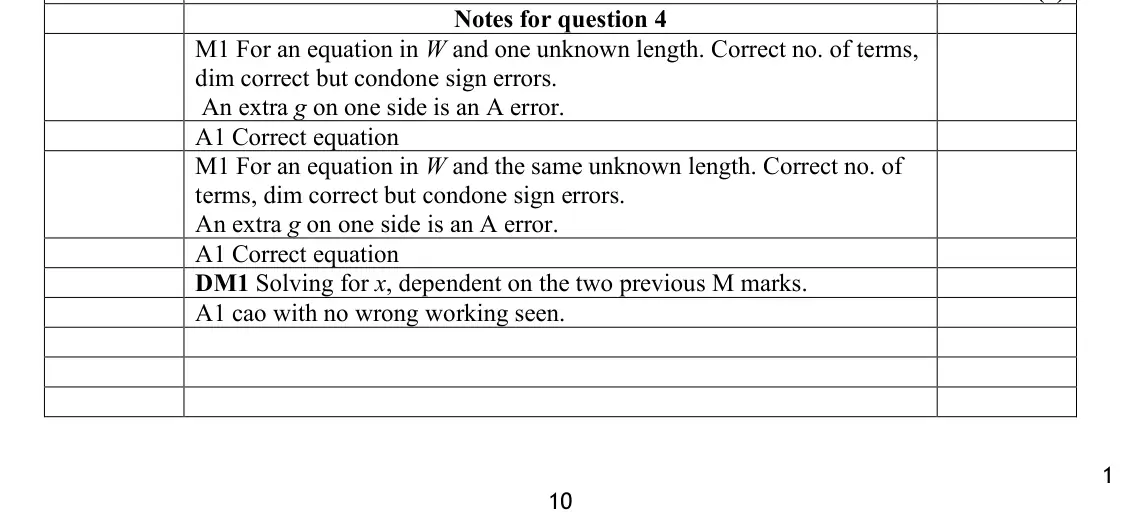 Notes for question 4
M1 For an equation in W and one unknown length. Correct no. of terms,
dim correct but condone sign errors.
An extra g on one side is an A error.
A1 Correct equation
M1 For an equation in W and the same unknown length. Correct no. of
terms, dim correct but condone sign errors.
An extra g on one side is an A error.
A1 Correct equation
DM1 Solving for x, dependent on the two previous M marks.
A1 cao with no wrong working seen.
1
10